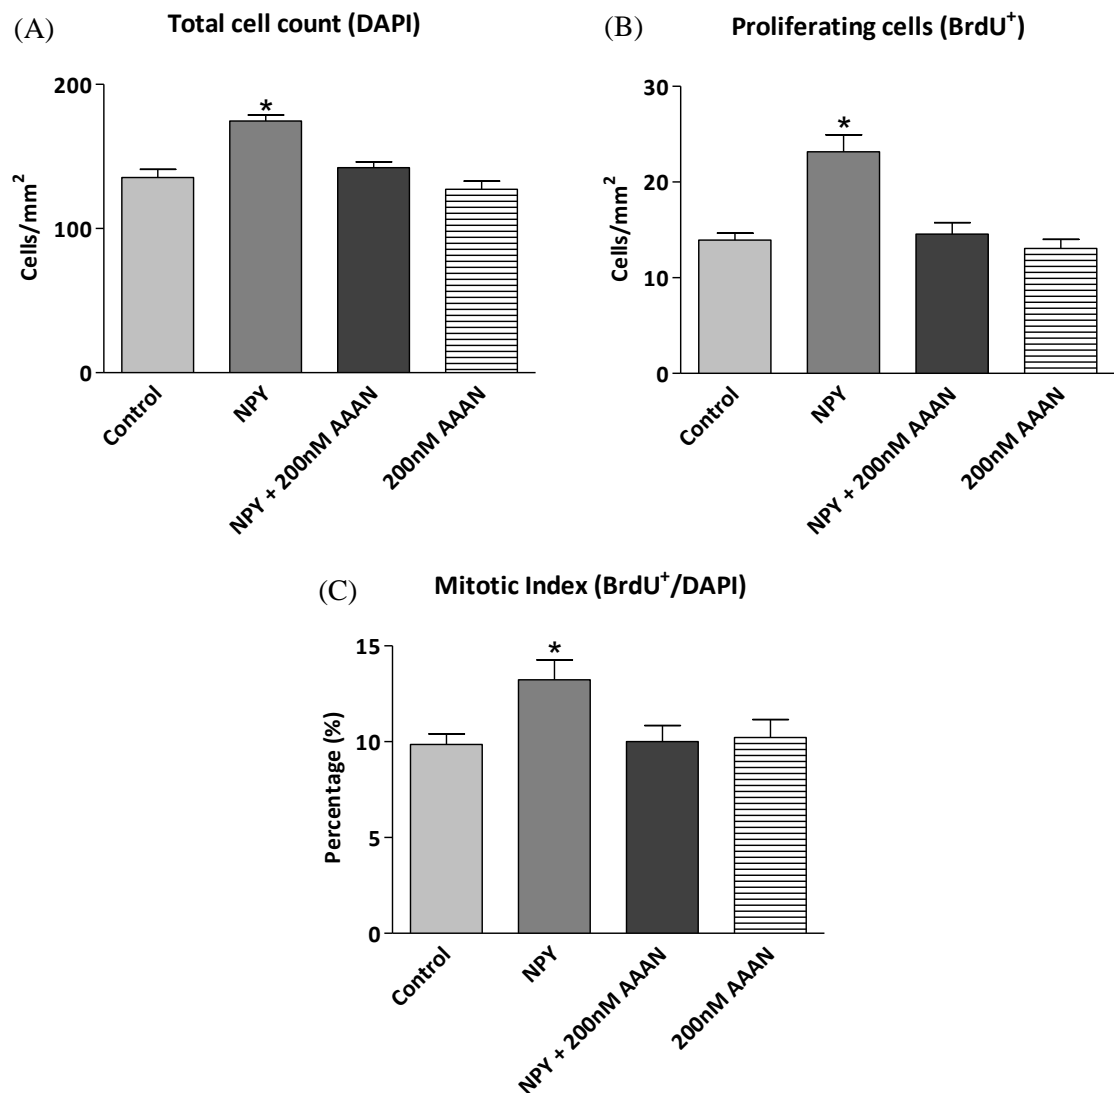 (A)
Total cell count (DAPI)
200
100
0
Cells/mm²
*
Control
NPY
NPY + 200nM AAAN
200nM AAAN
(B)
Proliferating cells (BrdU⁺)
30
20
10
0
Cells/mm²
*
Control
NPY
NPY + 200nM AAAN
200nM AAAN
(C)
Mitotic Index (BrdU⁺/DAPI)
15
10
5
0
Percentage (%)
*
Control
NPY
NPY + 200nM AAAN
200nM AAAN